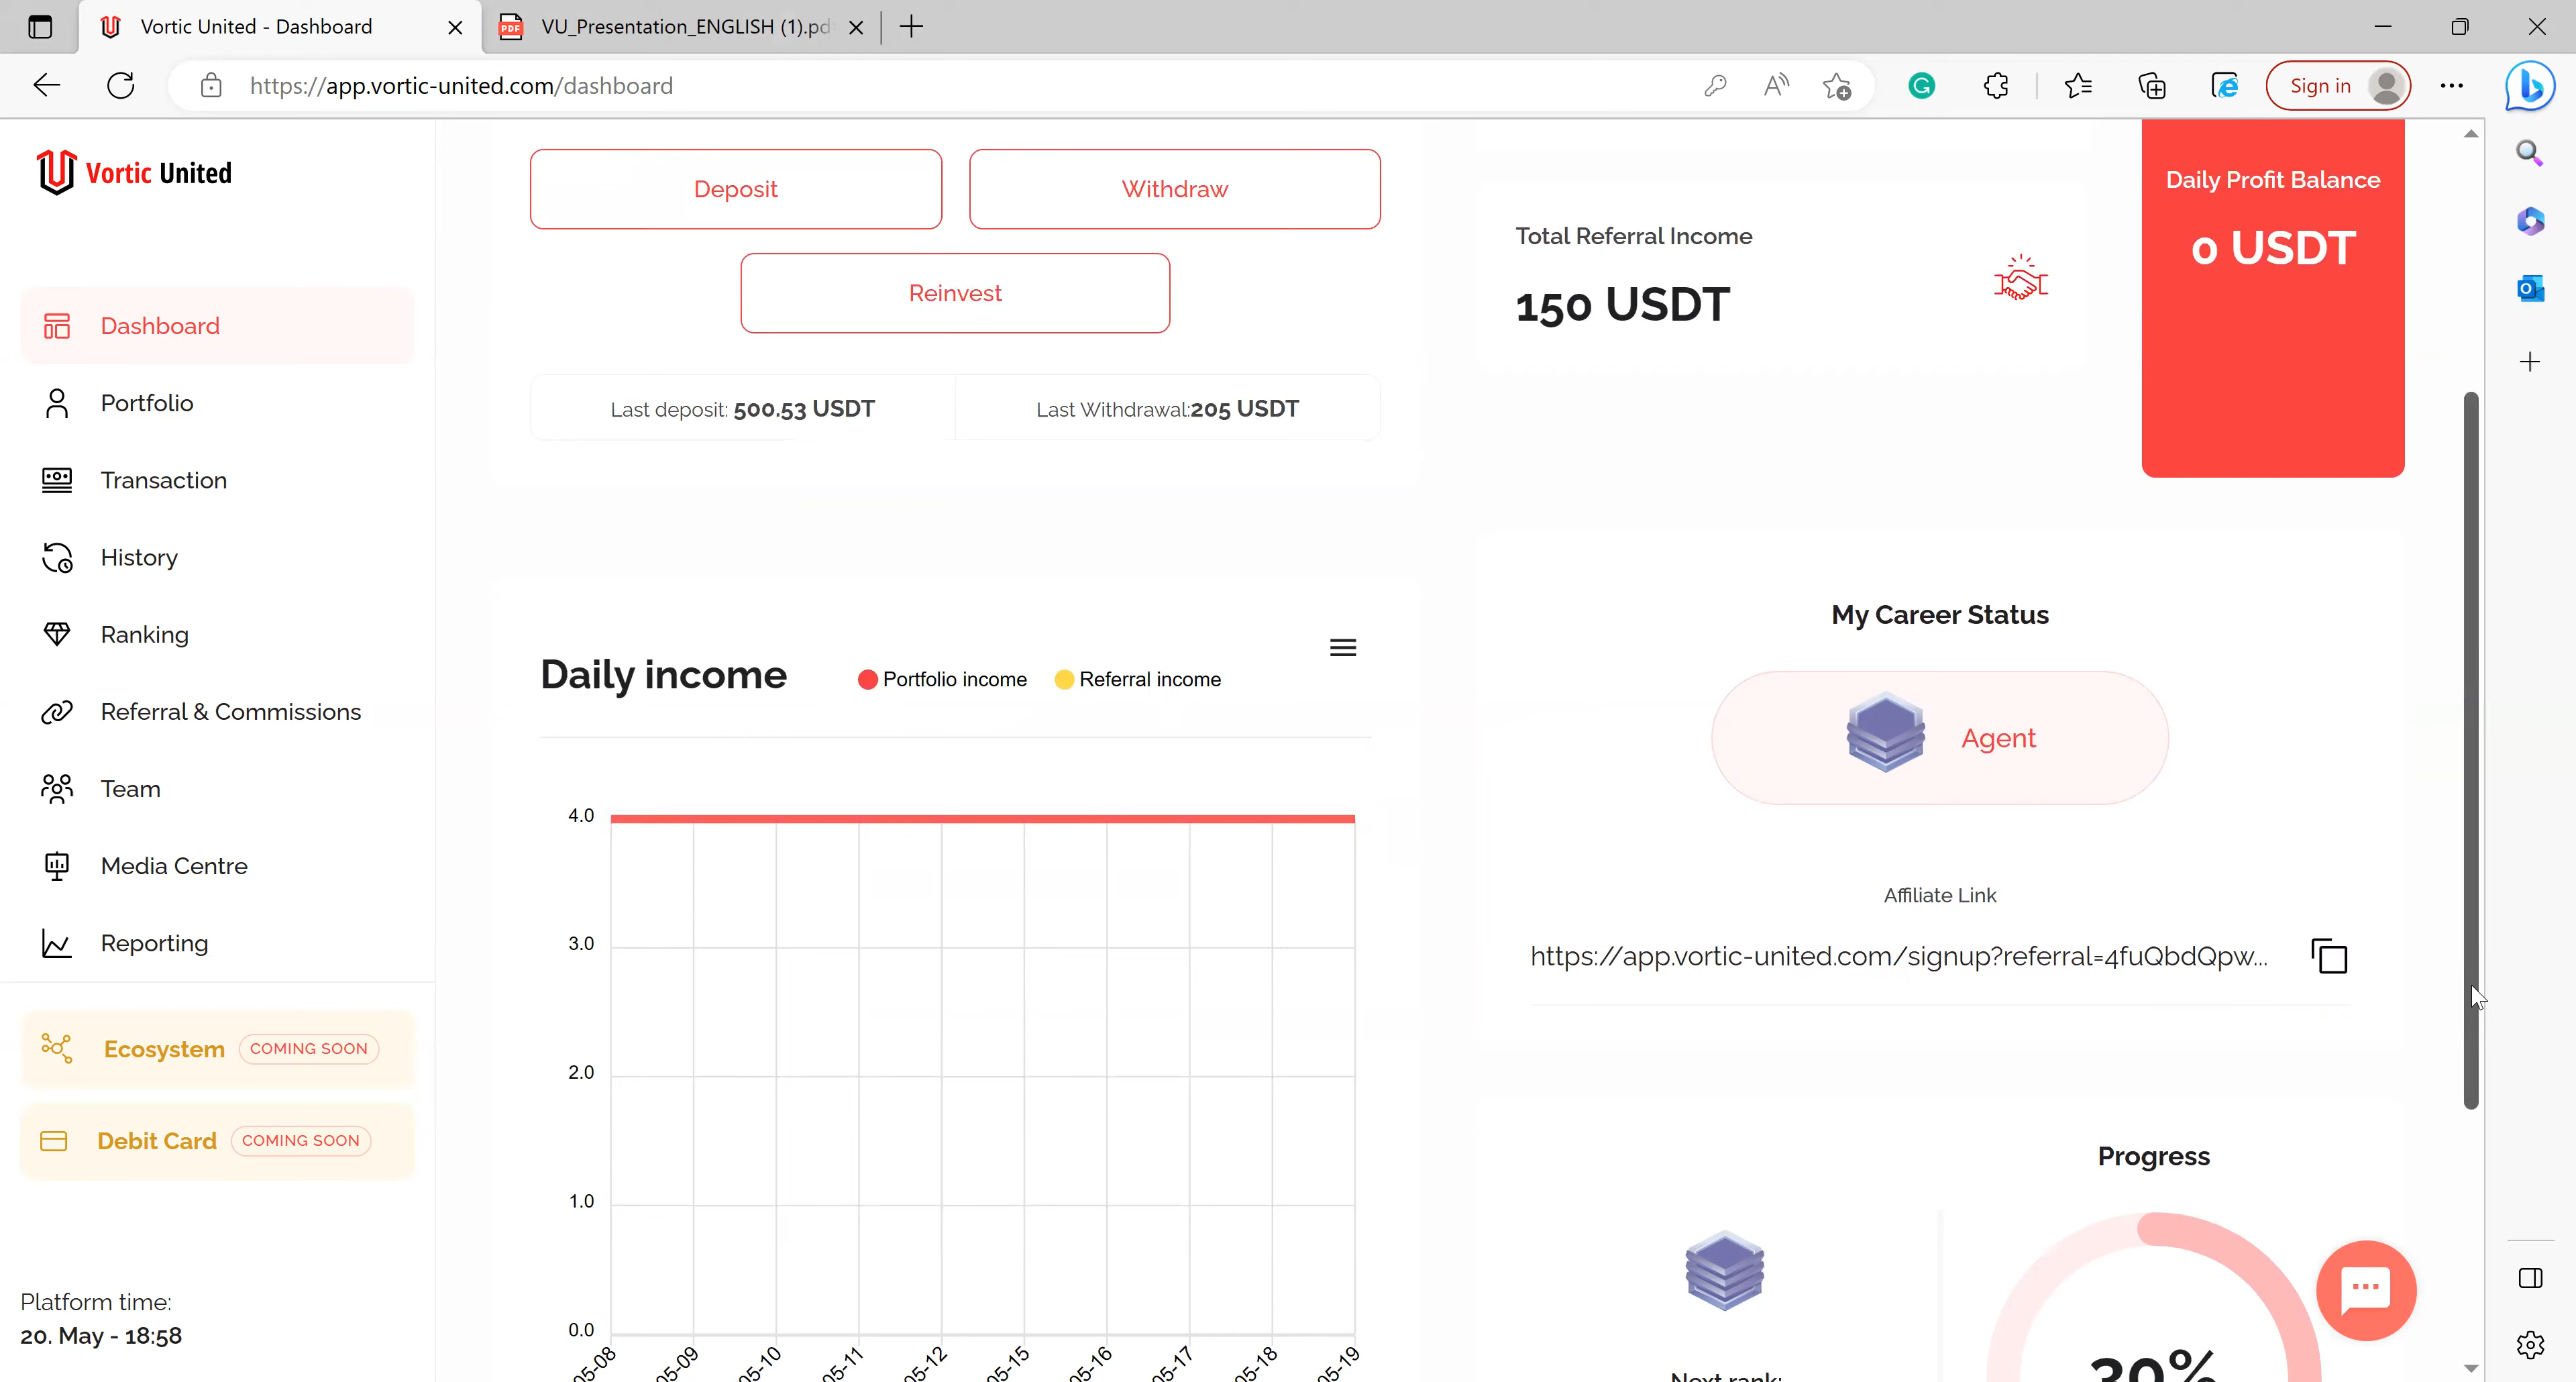 Vortic United - Dashboard
VU_Presentation_ENGLISH (1).pd
https://app.vortic-united.com/dashboard
Sign in
Vortic United
Dashboard
Portfolio
Transaction
History
Ranking
Referral & Commissions
Team
Media Centre
Reporting
Ecosystem COMING SOON
Debit Card COMING SOON
Platform time:
20. May - 18:58
Deposit
Withdraw
Reinvest
Last deposit: 500.53 USDT
Last Withdrawal:205 USDT
Total Referral Income
150 USDT
Daily Profit Balance
0 USDT
Daily income
Portfolio income
Referral income
4.0
3.0
2.0
1.0
0.0
05-08
05-09
05-10
05-11
05-12
05-15
05-16
05-17
05-18
05-19
My Career Status
Agent
Affiliate Link
https://app.vortic-united.com/signup?referral=4fuQbdQpw...
Progress
30%
Next rank: